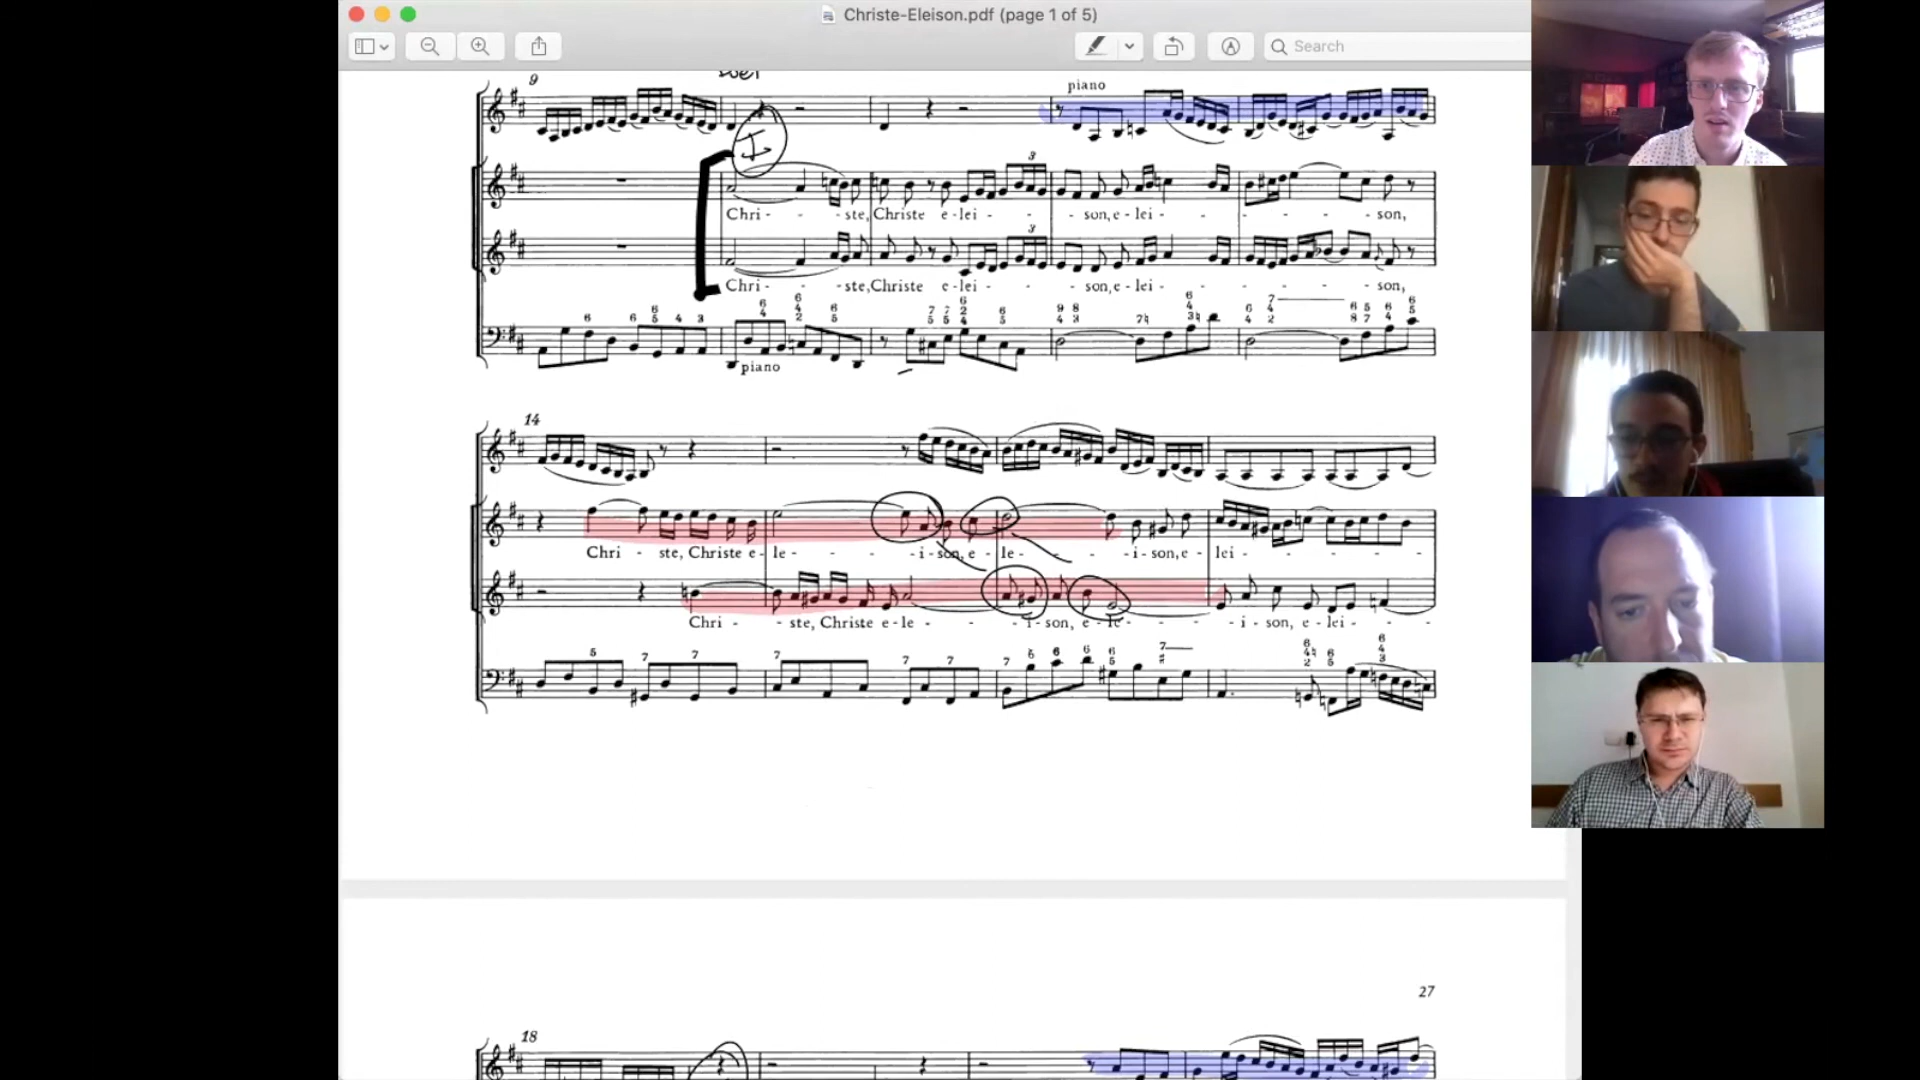 Christe-Eleison.pdf (page 1 of 5)
Search
9
piano
I
3
Chri - - ste, Christe e - lei - - - son, e - lei - - - - - - son,
3
Chri - - ste, Christe e - lei - - - son, e - lei - - - - - - son,
piano
14
Chri - ste, Christe e - le - - - i - son, e - le - - - i - son, e - lei - - - - -
Chri - - ste, Christe e - le - - - i - son, e - le - - - i - son, e - lei - - -
27
18